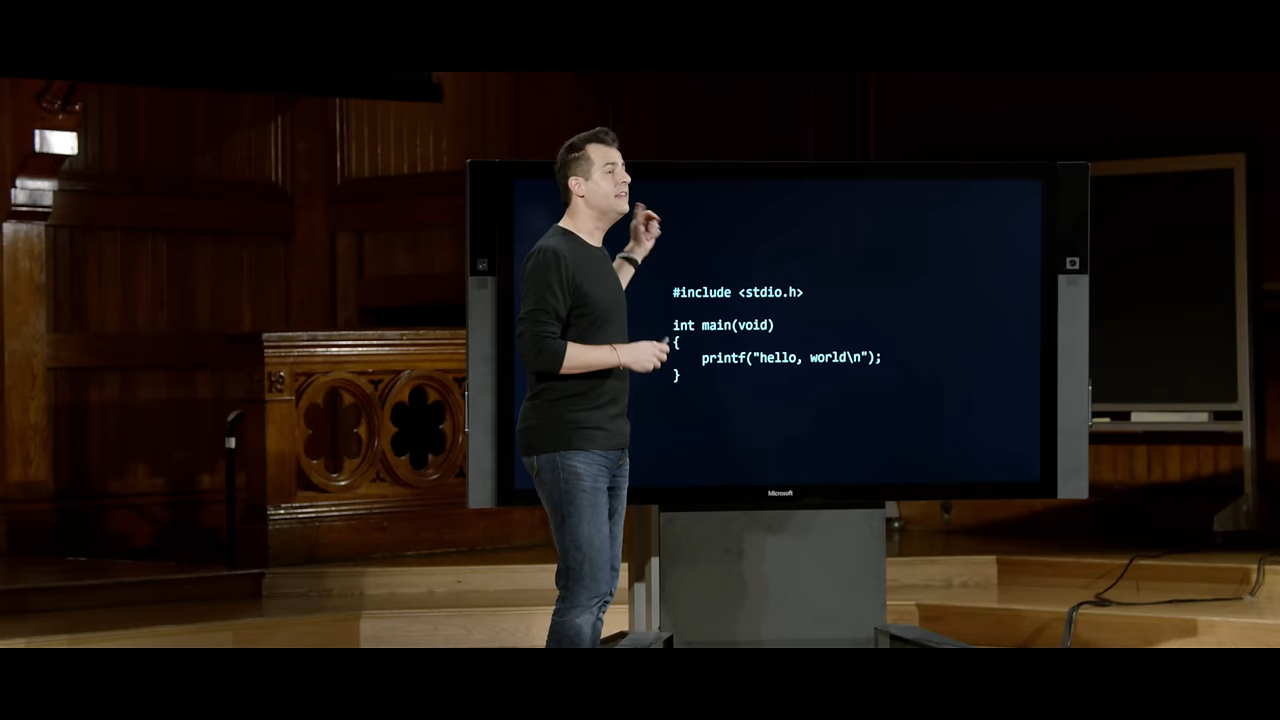 #include <stdio.h>
int main(void)
{
    printf("hello, world\n");
}
Microsoft